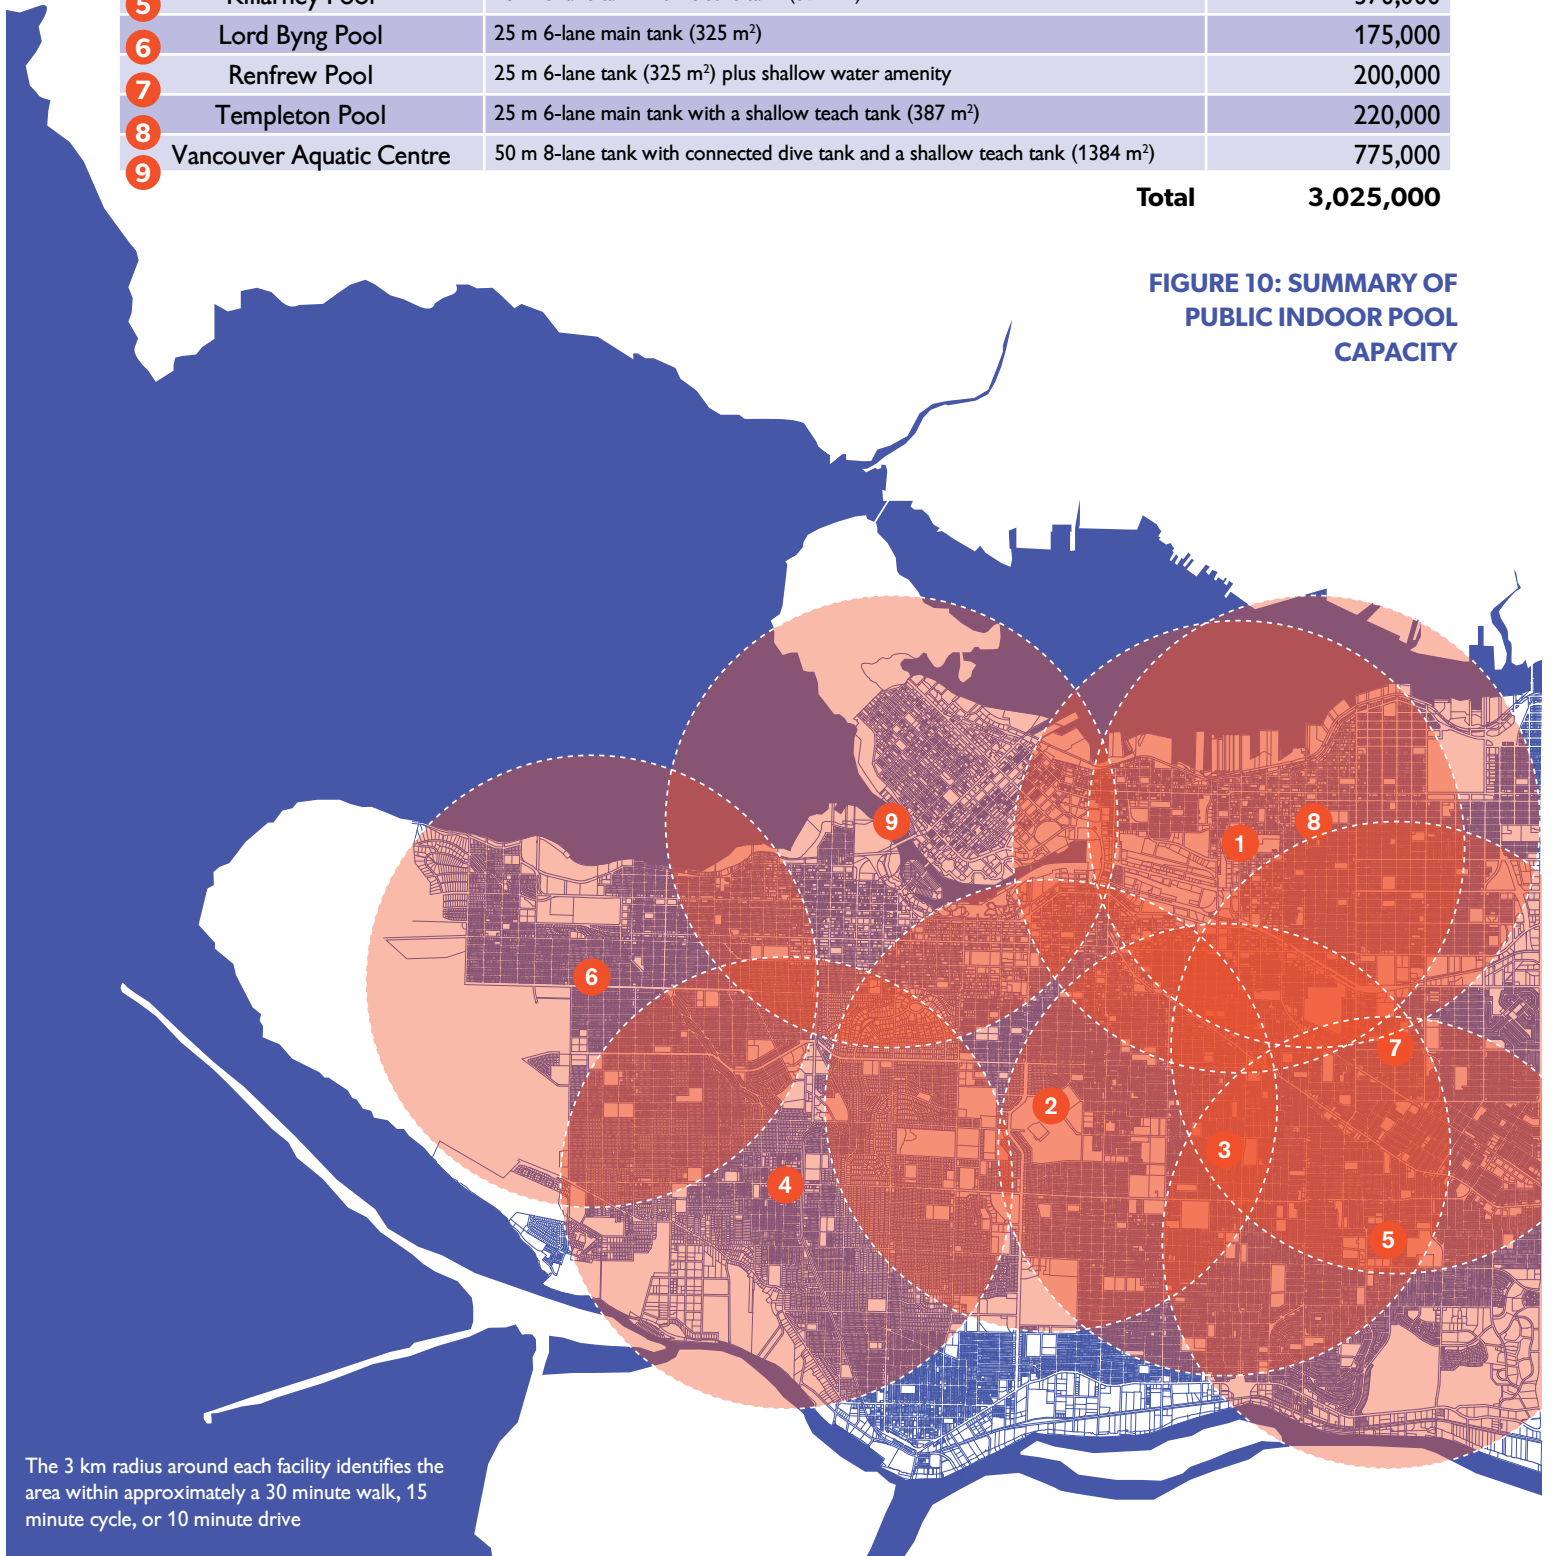 5
6 Lord Byng Pool 25 m 6-lane main tank (325 m²) 175,000
7 Renfrew Pool 25 m 6-lane tank (325 m²) plus shallow water amenity 200,000
8 Templeton Pool 25 m 6-lane main tank with a shallow teach tank (387 m²) 220,000
9 Vancouver Aquatic Centre 50 m 8-lane tank with connected dive tank and a shallow teach tank (1384 m²) 775,000
Total 3,025,000
FIGURE 10: SUMMARY OF
PUBLIC INDOOR POOL
CAPACITY
9
8
1
6
7
2
3
4
5
The 3 km radius around each facility identifies the
area within approximately a 30 minute walk, 15
minute cycle, or 10 minute drive